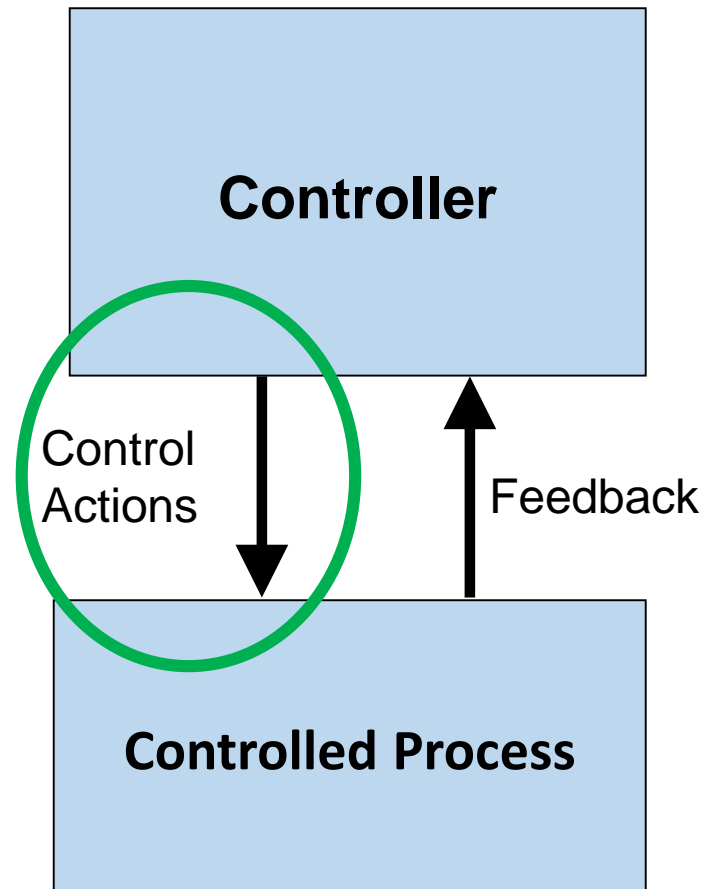 Controller
Control
Actions
Feedback
Controlled Process